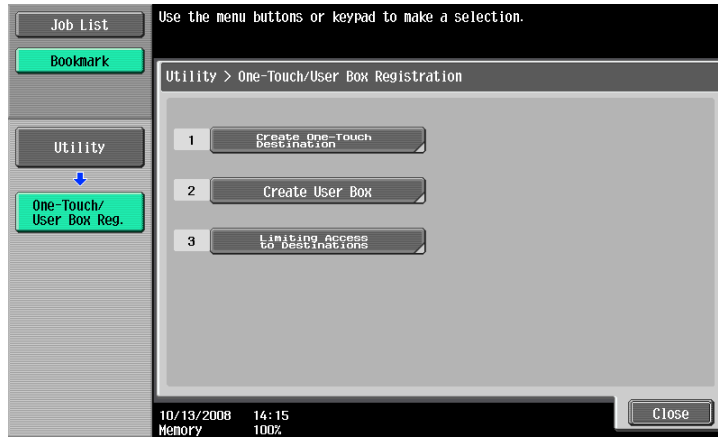 Job List
Bookmark
Utility
One-Touch/
User Box Reg.
Use the menu buttons or keypad to make a selection.
Utility > One-Touch/User Box Registration
1
Create One-Touch
Destination
2
Create User Box
3
Limiting Access
to Destinations
10/13/2008 14:15
Memory 100%
Close